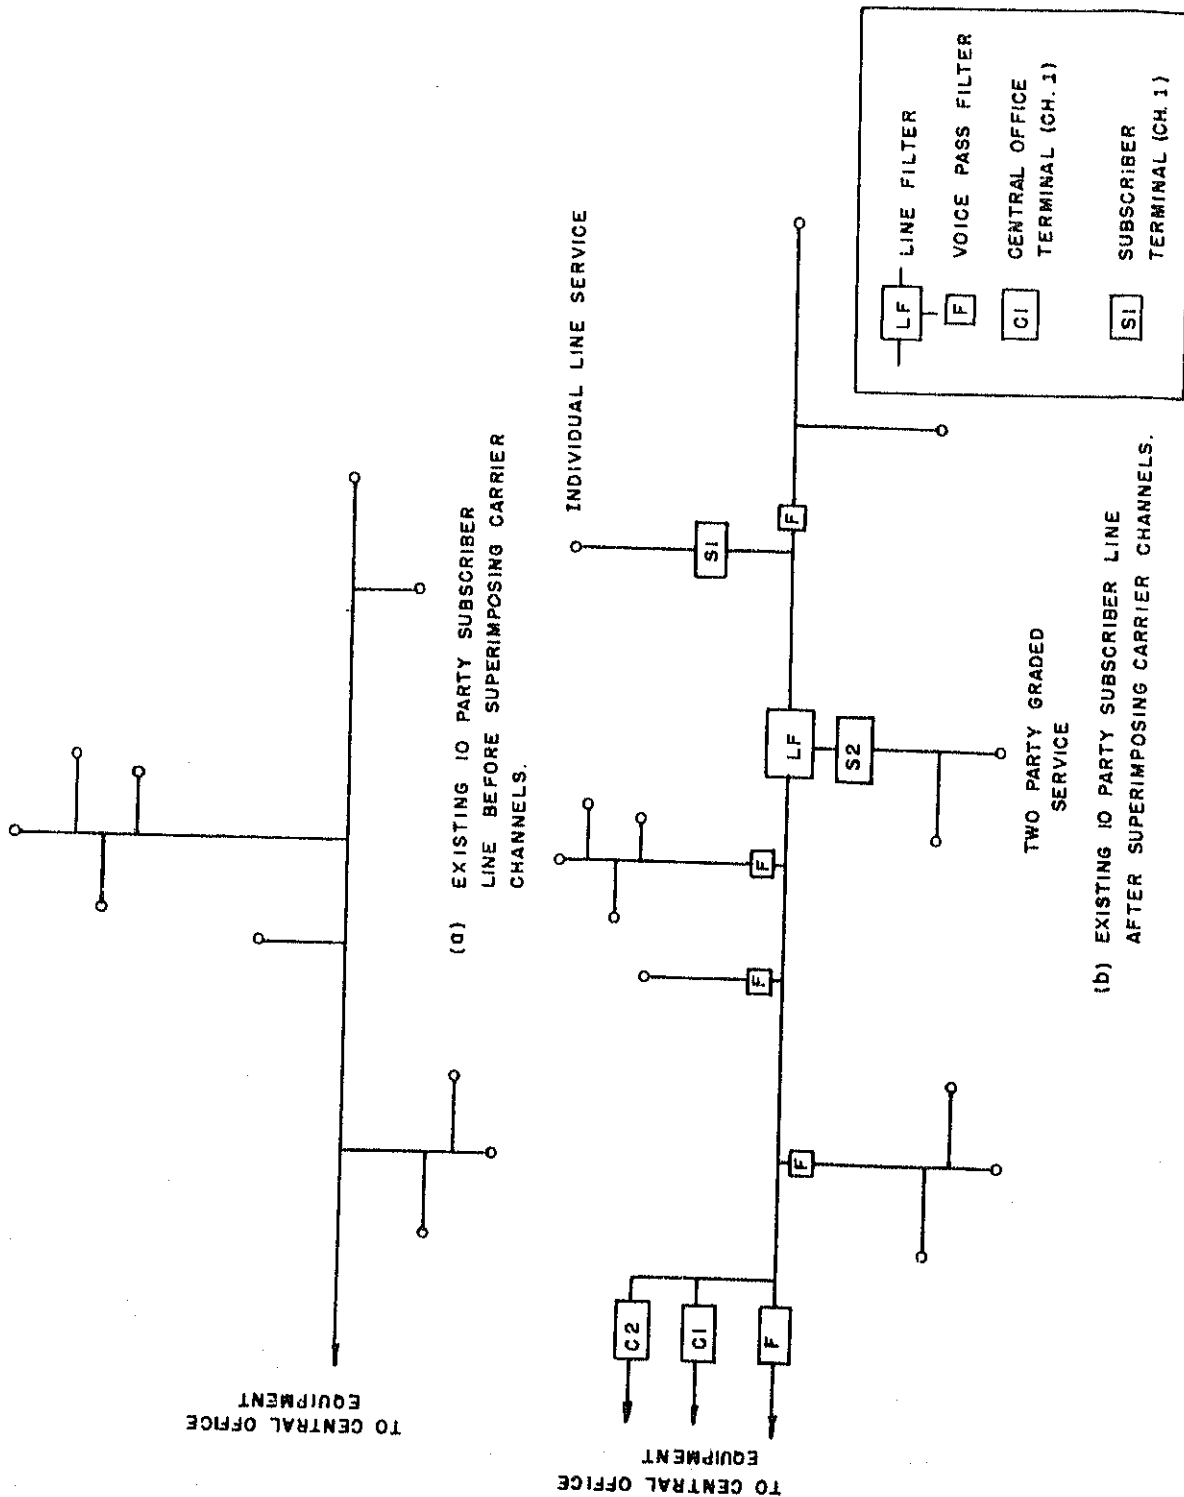 TO CENTRAL OFFICE
EQUIPMENT
(a) EXISTING 10 PARTY SUBSCRIBER
LINE BEFORE SUPERIMPOSING CARRIER
CHANNELS.
INDIVIDUAL LINE SERVICE
TO CENTRAL OFFICE
EQUIPMENT
C2
C1
F
F
F
F
LF
S2
S1
F
TWO PARTY GRADED
SERVICE
(b) EXISTING 10 PARTY SUBSCRIBER LINE
AFTER SUPERIMPOSING CARRIER CHANNELS.
LF LINE FILTER
F VOICE PASS FILTER
C1 CENTRAL OFFICE
TERMINAL (CH. 1)
S1 SUBSCRIBER
TERMINAL (CH. 1)